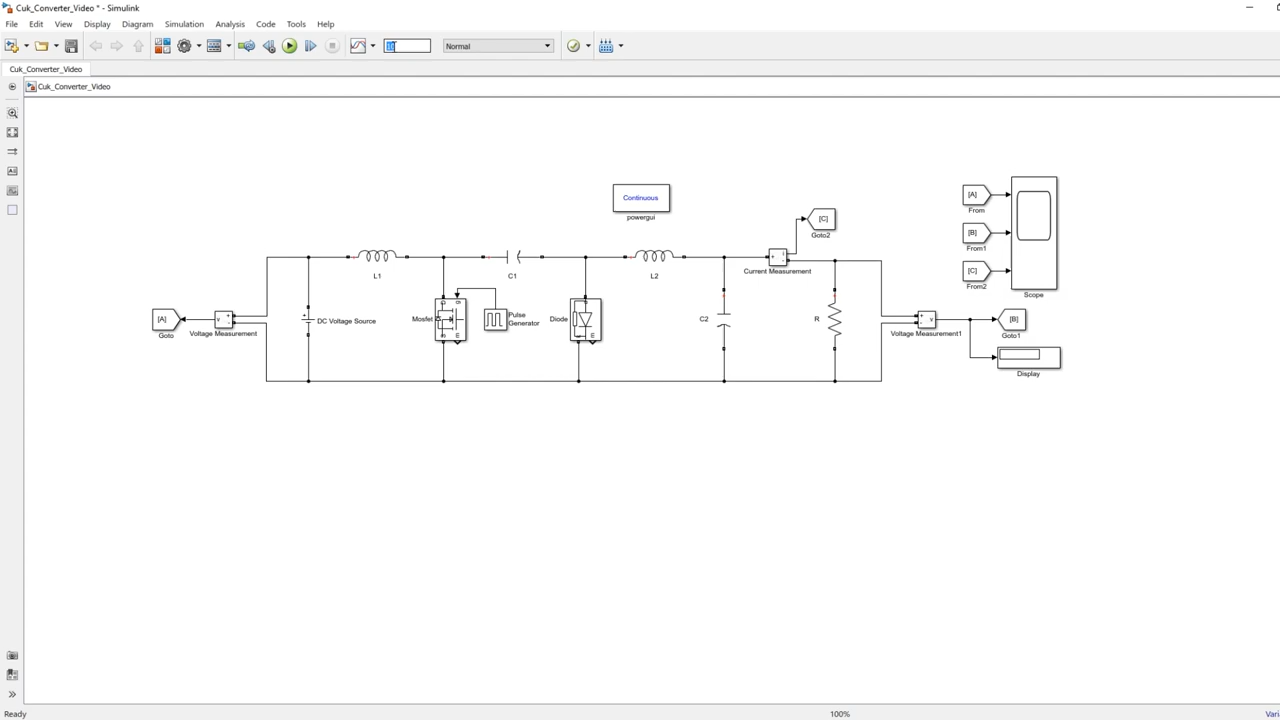 Cuk_Converter_Video * - Simulink
File Edit View Display Diagram Simulation Analysis Code Tools Help
Normal
Cuk_Converter_Video
Cuk_Converter_Video
Continuous
powergui
[A]
From
[B]
From1
[C]
From2
Scope
[C]
Goto2
Current Measurement
L1
C1
L2
[A]
Goto
Voltage Measurement
DC Voltage Source
Mosfet
Pulse
Generator
Diode
C2
R
Voltage Measurement1
[B]
Goto1
Display
Ready
100%